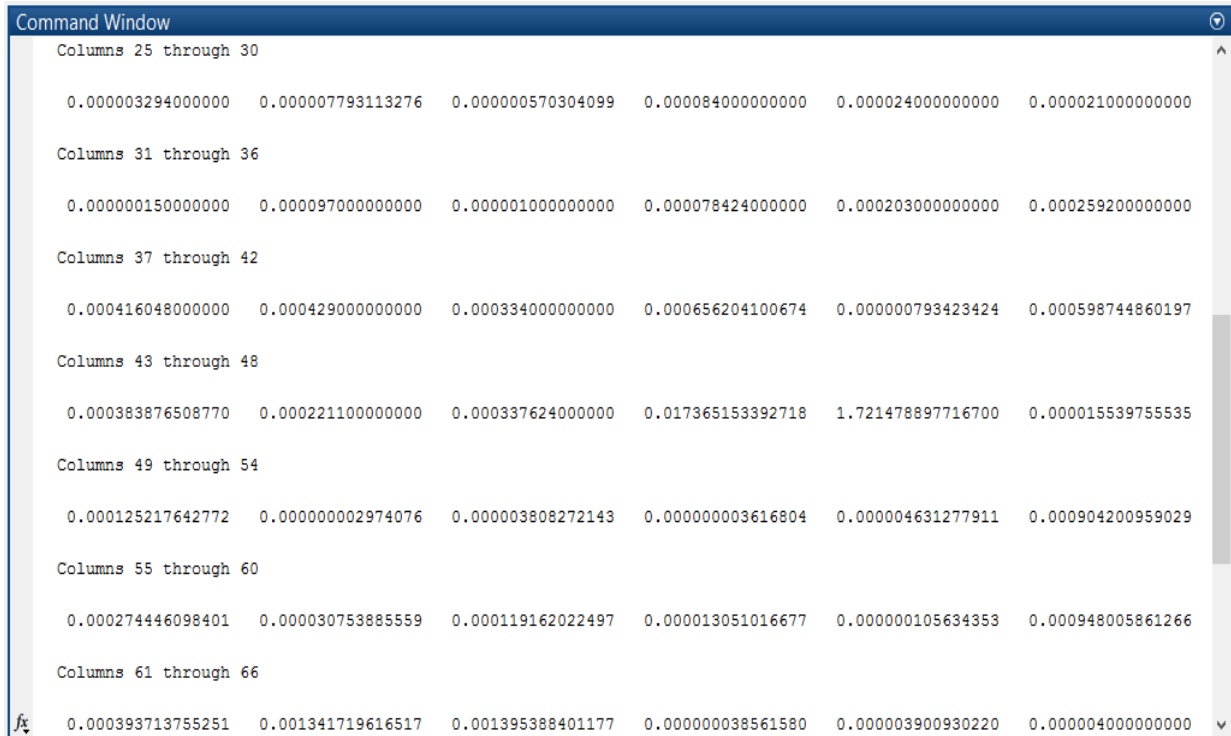 Command Window
Columns 25 through 30
0.000003294000000 0.000007793113276 0.000000570304099 0.000084000000000 0.000024000000000 0.000021000000000
Columns 31 through 36
0.000000150000000 0.000097000000000 0.000001000000000 0.000078424000000 0.000203000000000 0.000259200000000
Columns 37 through 42
0.000416048000000 0.000429000000000 0.000334000000000 0.000656204100674 0.000000793423424 0.000598744860197
Columns 43 through 48
0.000383876508770 0.000221100000000 0.000337624000000 0.017365153392718 1.721478897716700 0.000015539755535
Columns 49 through 54
0.000125217642772 0.000000002974076 0.000003808272143 0.000000003616804 0.000004631277911 0.000904200959029
Columns 55 through 60
0.000274446098401 0.000030753885559 0.000119162022497 0.000013051016677 0.000000105634353 0.000948005861266
Columns 61 through 66
fx 0.000393713755251 0.001341719616517 0.001395388401177 0.000000038561580 0.000003900930220 0.000004000000000